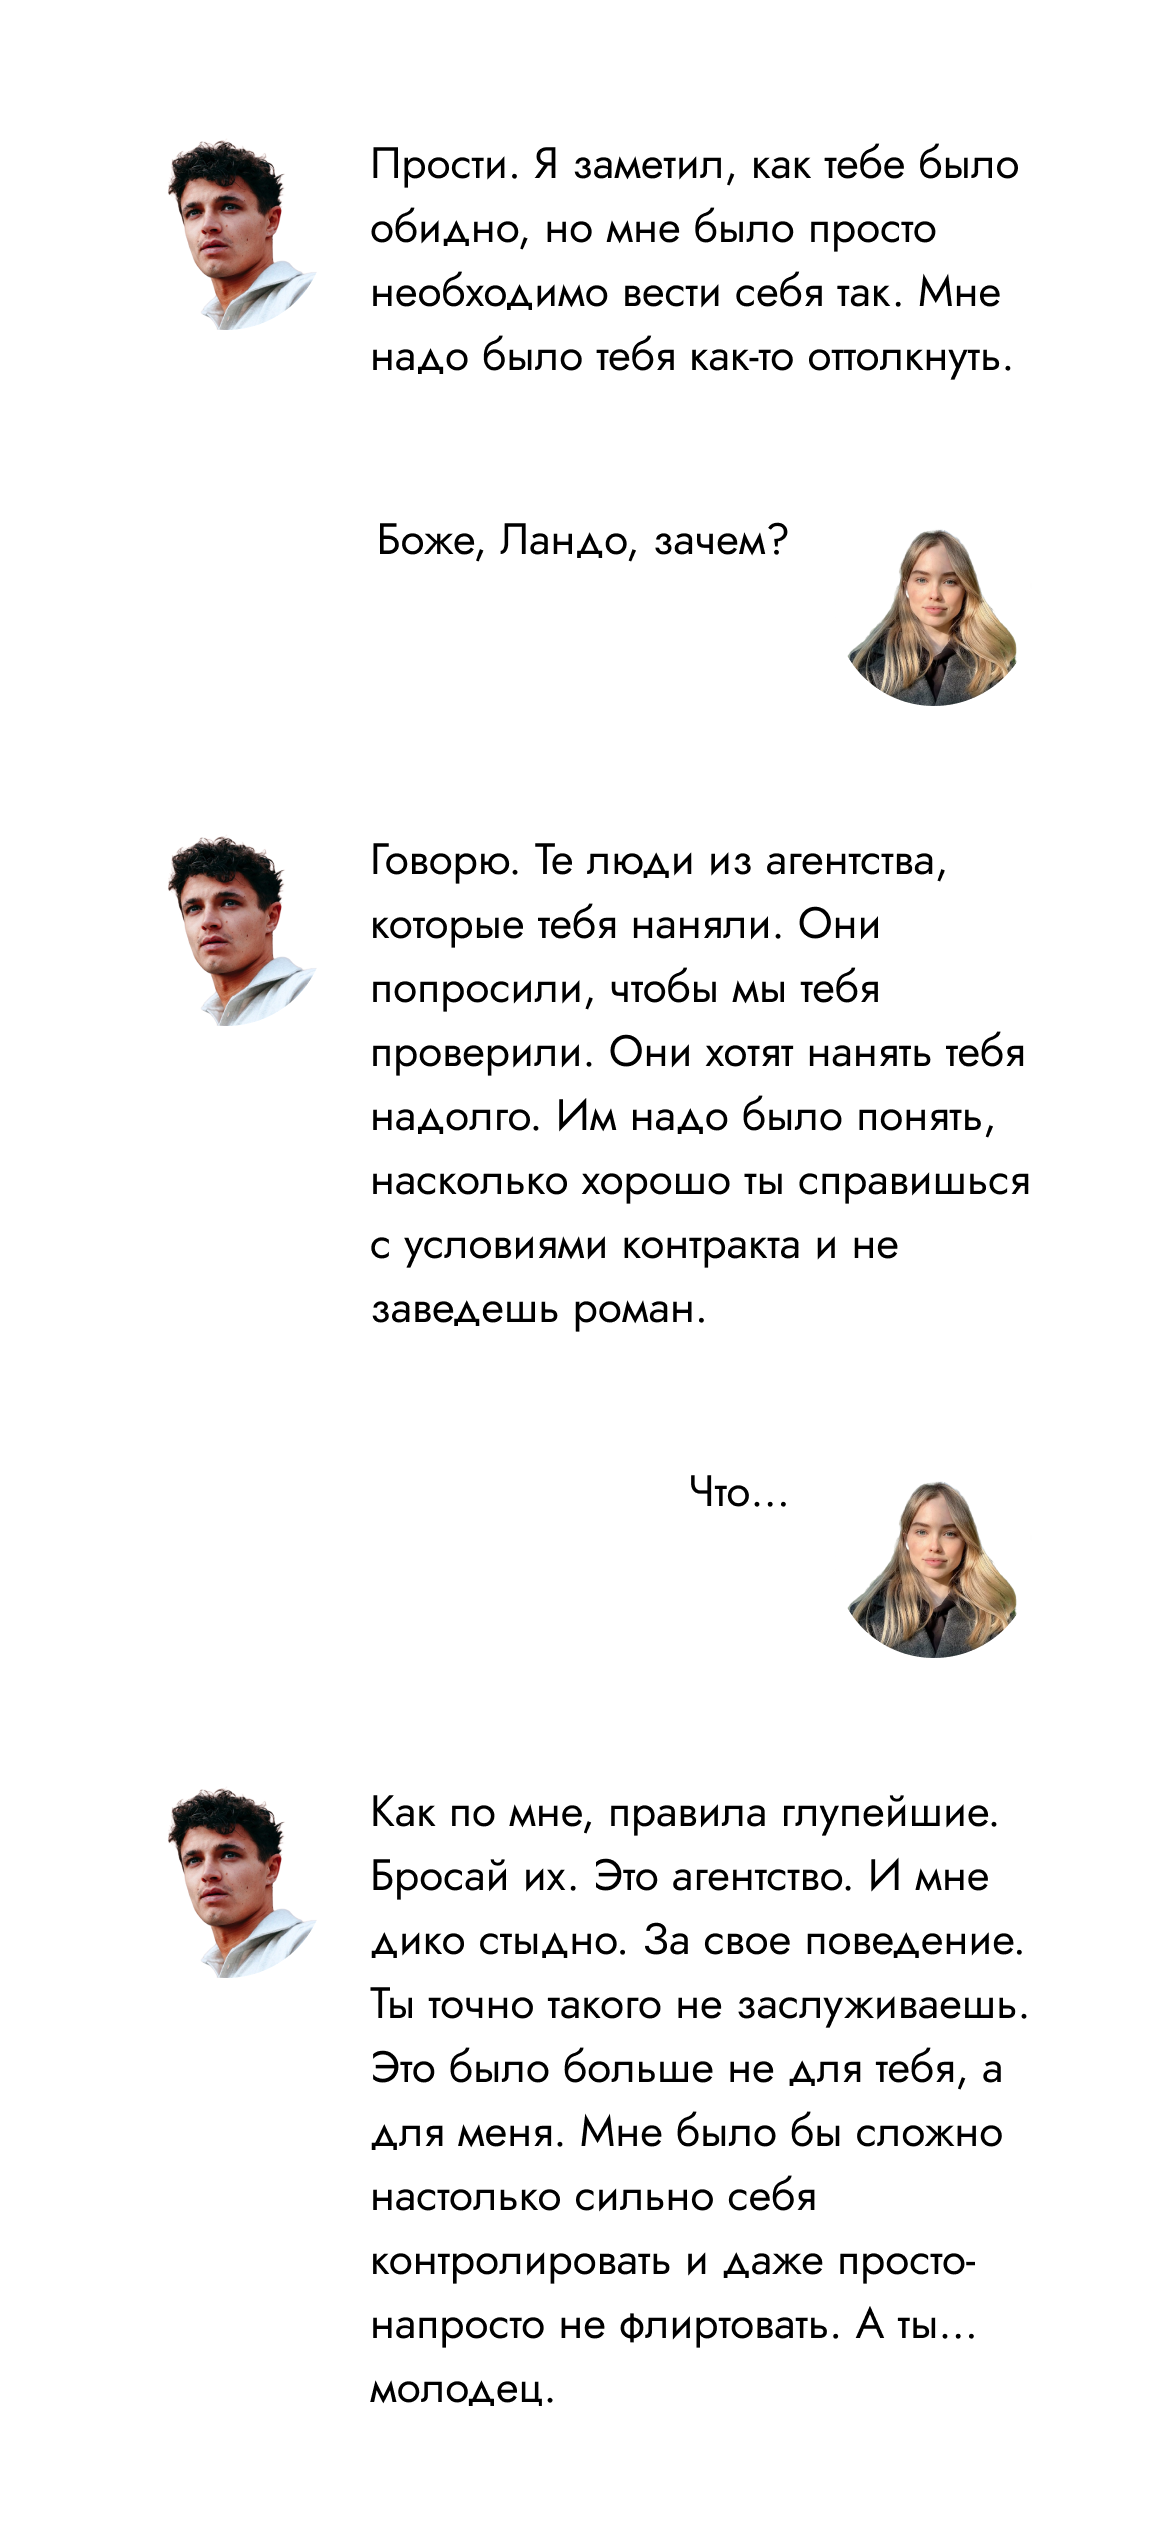 Прости. Я заметил, как тебе было
обидно, но мне было просто
необходимо вести себя так. Мне
надо было тебя как-то оттолкнуть.
Боже, Ландо, зачем?
Говорю. Те люди из агентства,
которые тебя наняли. Они
попросили, чтобы мы тебя
проверили. Они хотят нанять тебя
надолго. Им надо было понять,
насколько хорошо ты справишься
с условиями контракта и не
заведешь роман.
Что...
Как по мне, правила глупейшие.
Бросай их. Это агентство. И мне
дико стыдно. За свое поведение.
Ты точно такого не заслуживаешь.
Это было больше не для тебя, а
для меня. Мне было бы сложно
настолько сильно себя
контролировать и даже просто-
напросто не флиртовать. А ты...
молодец.